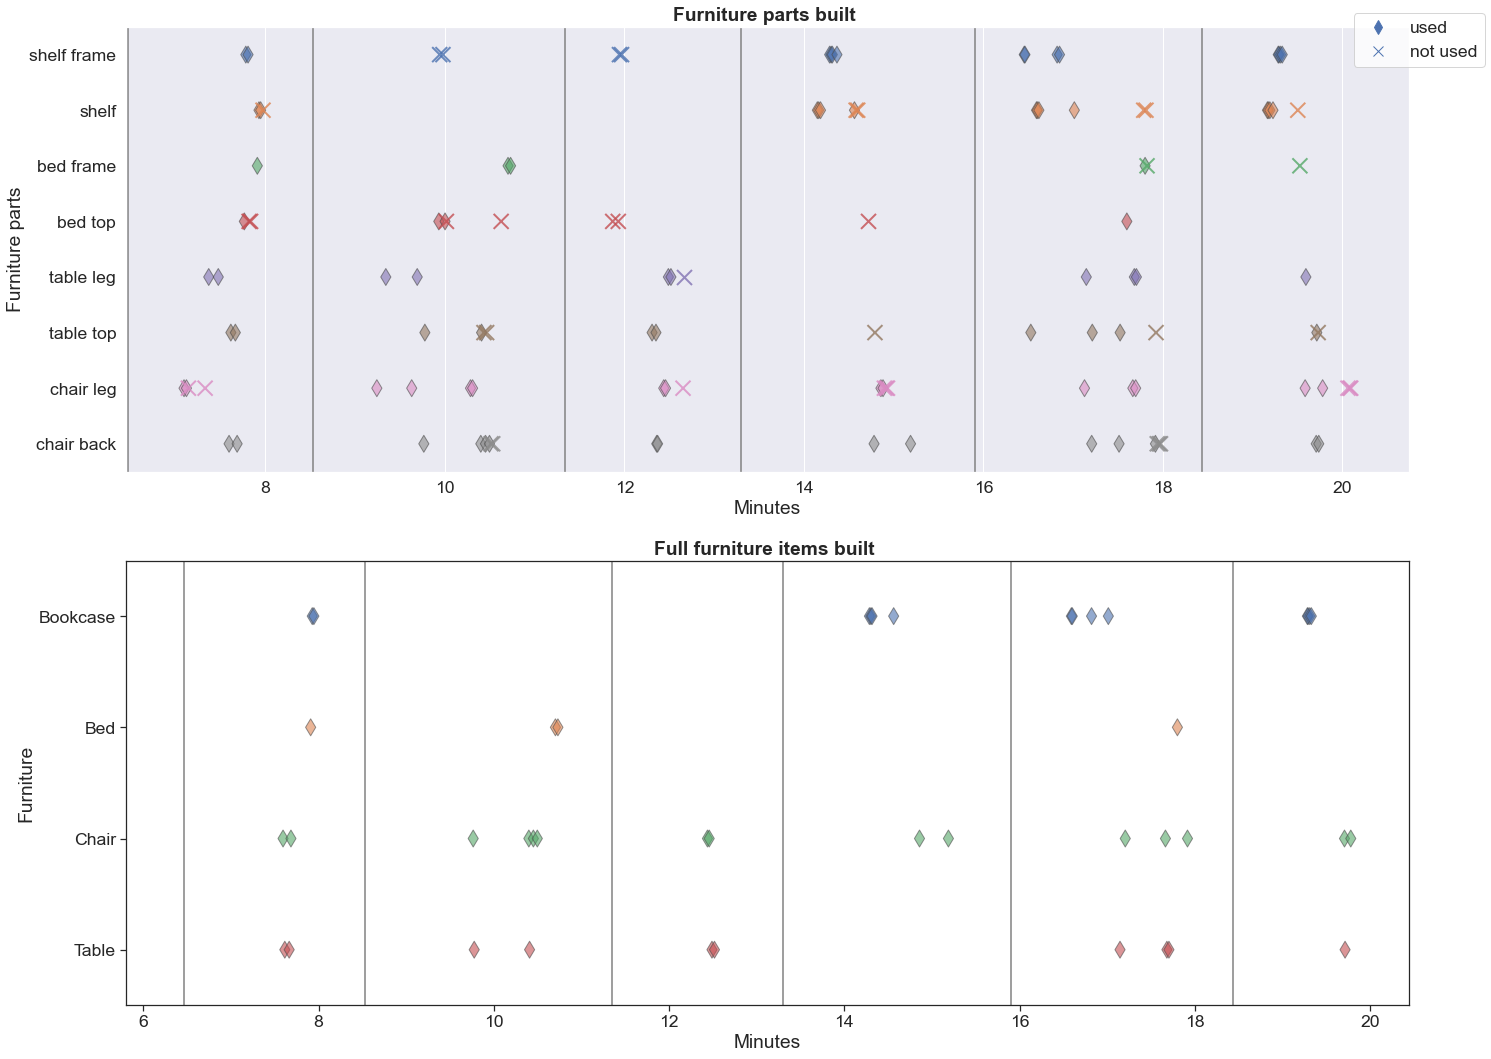 Furniture parts built
used
not used
Furniture parts
shelf frame
shelf
bed frame
bed top
table leg
table top
chair leg
chair back
8 10 12 14 16 18 20
Minutes
Full furniture items built
Furniture
Bookcase
Bed
Chair
Table
6 8 10 12 14 16 18 20
Minutes